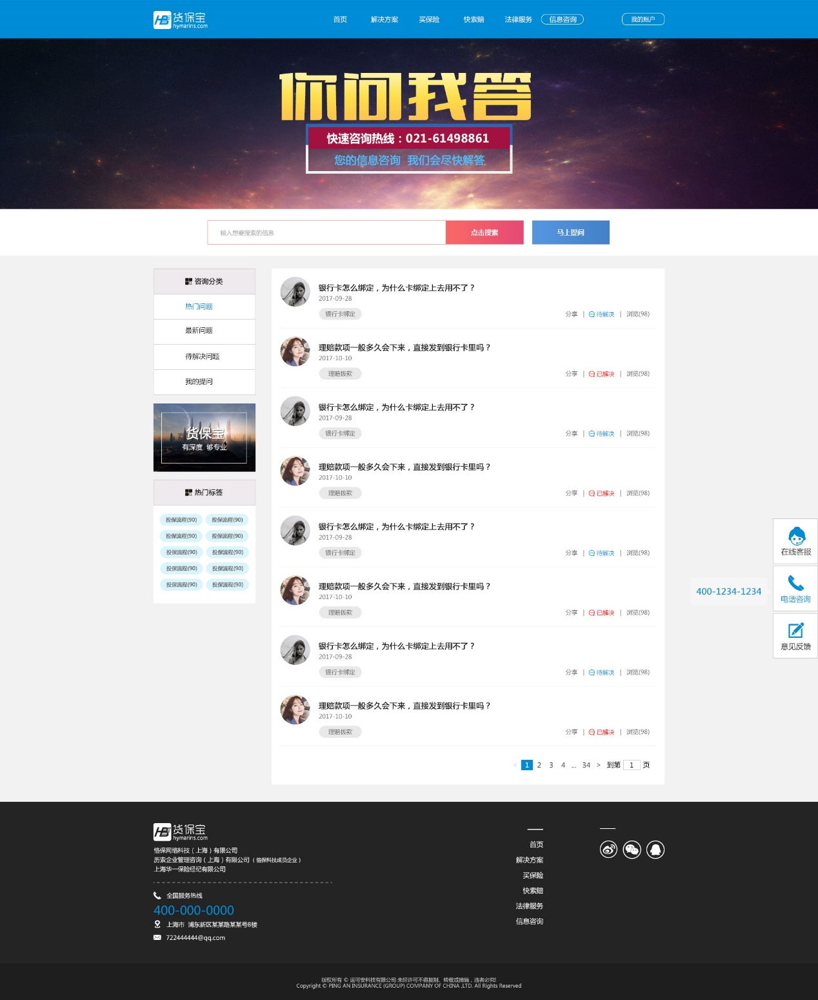 HB 货保宝
hymarins.com
首页 解决方案 买保险 快索赔 法律服务 信息咨询 我的账户
你问我答
快速咨询热线：021-61498861
您的信息咨询 我们会尽快解答
输入想要搜索的信息 点击搜索 马上提问
咨询分类
热门问题
最新问题
待解决问题
我的提问
货保宝
有深度 够专业
热门标签
投保流程(90) 投保流程(90)
投保流程(90) 投保流程(90)
投保流程(90) 投保流程(90)
投保流程(90) 投保流程(90)
投保流程(90) 投保流程(90)
银行卡怎么绑定，为什么卡绑定上去用不了？
2017-09-28
银行卡绑定 分享 | 待解决 | 浏览(98)
理赔款项一般多久会下来，直接发到银行卡里吗？
2017-10-10
理赔拨款 分享 | 已解决 | 浏览(98)
银行卡怎么绑定，为什么卡绑定上去用不了？
2017-09-28
银行卡绑定 分享 | 待解决 | 浏览(98)
理赔款项一般多久会下来，直接发到银行卡里吗？
2017-10-10
理赔拨款 分享 | 已解决 | 浏览(98)
银行卡怎么绑定，为什么卡绑定上去用不了？
2017-09-28
银行卡绑定 分享 | 待解决 | 浏览(98)
理赔款项一般多久会下来，直接发到银行卡里吗？
2017-10-10
理赔拨款 分享 | 已解决 | 浏览(98)
银行卡怎么绑定，为什么卡绑定上去用不了？
2017-09-28
银行卡绑定 分享 | 待解决 | 浏览(98)
理赔款项一般多久会下来，直接发到银行卡里吗？
2017-10-10
理赔拨款 分享 | 已解决 | 浏览(98)
< 1 2 3 4 ... 34 > 到第 1 页
在线客服
400-1234-1234
电话咨询
意见反馈
HB 货保宝
hymarins.com
恪保网络科技（上海）有限公司
历索企业管理咨询（上海）有限公司（恪保科技成员企业）
上海华一保险经纪有限公司
全国服务热线
400-000-0000
上海市 浦东新区某某路某某号6楼
722444444@qq.com
首页
解决方案
买保险
快索赔
法律服务
信息咨询
版权所有 © 运可安科技有限公司 未经许可不得复制、转载或摘编，违者必究!
Copyright © PING AN INSURANCE (GROUP) COMPANY OF CHINA ,LTD. All Rights Reserved